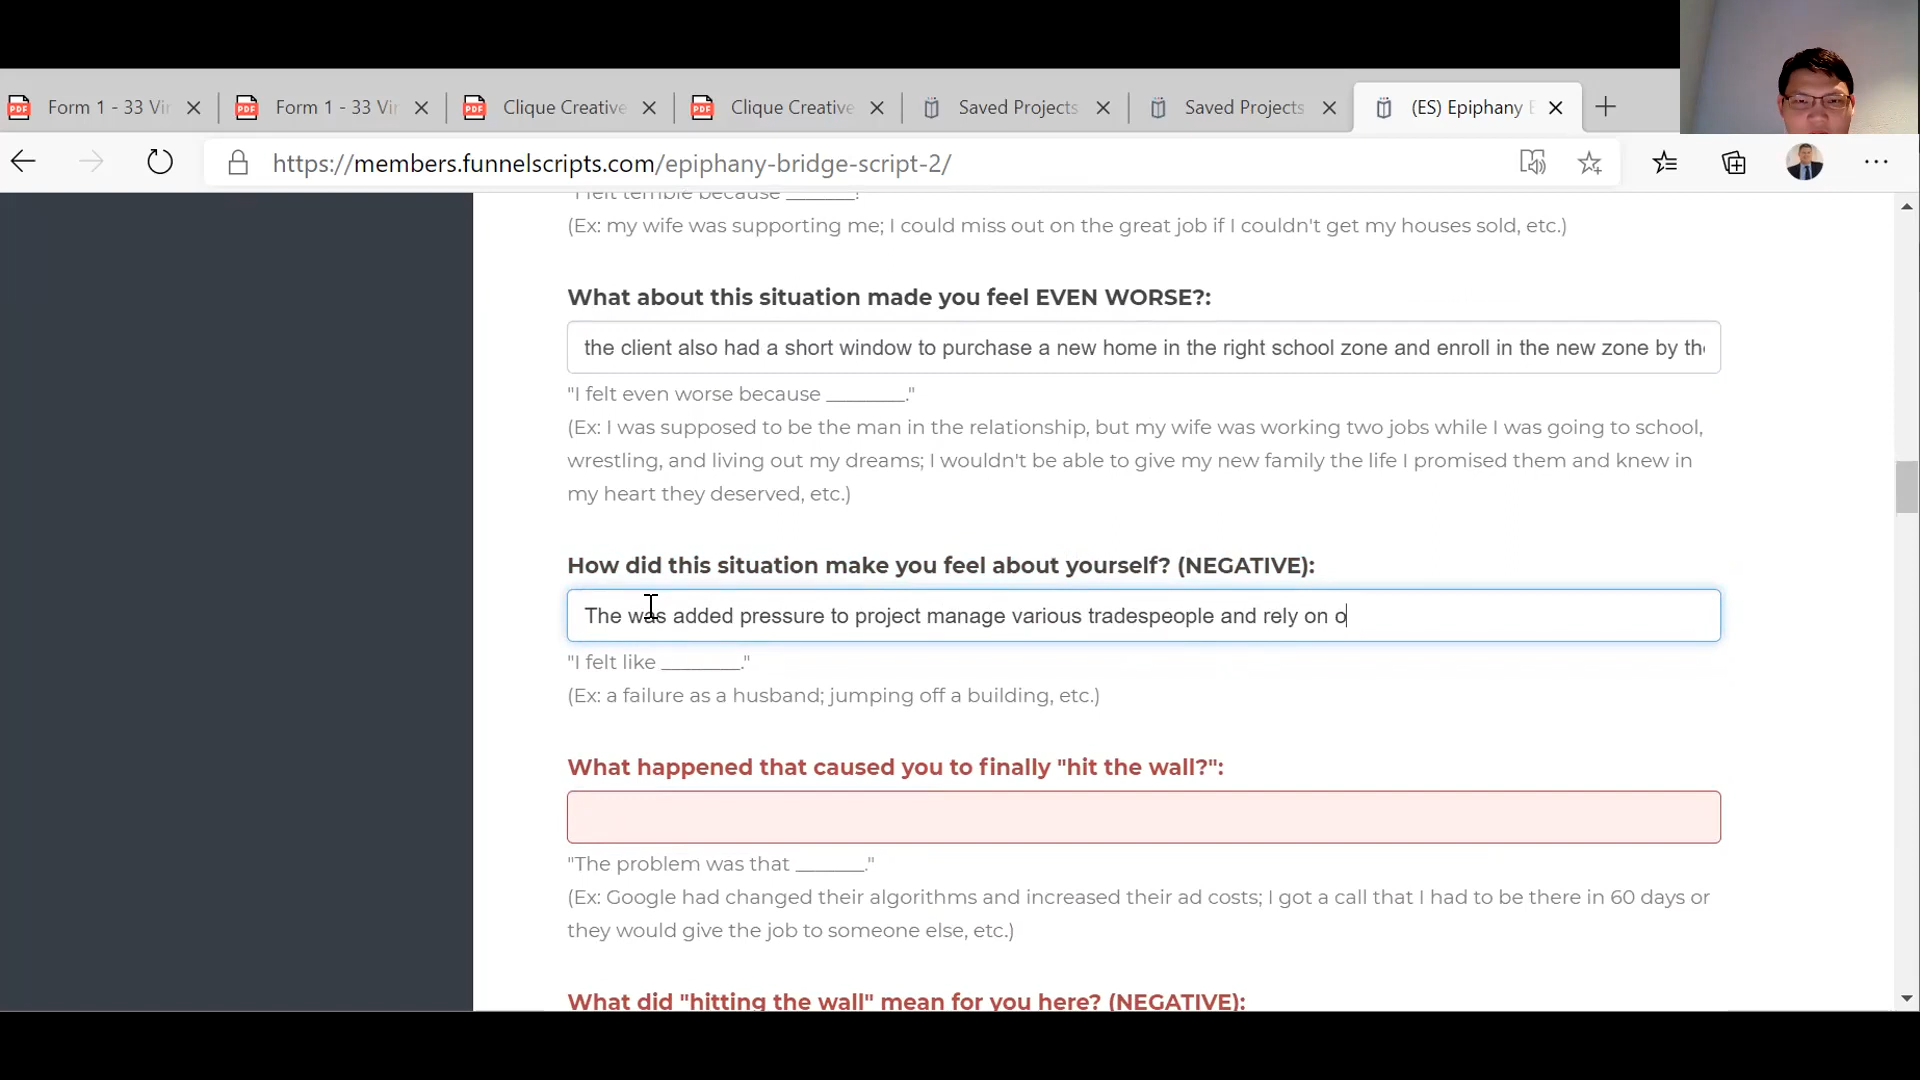 Form 1 - 33 Vir
Form 1 - 33 Vir
Clique Creative
Clique Creative
Saved Projects
Saved Projects
(ES) Epiphany E
https://members.funnelscripts.com/epiphany-bridge-script-2/
"I felt terrible because _______!
(Ex: my wife was supporting me; I could miss out on the great job if I couldn't get my houses sold, etc.)
What about this situation made you feel EVEN WORSE?:
the client also had a short window to purchase a new home in the right school zone and enroll in the new zone by the
"I felt even worse because ________."
(Ex: I was supposed to be the man in the relationship, but my wife was working two jobs while I was going to school,
wrestling, and living out my dreams; I wouldn't be able to give my new family the life I promised them and knew in
my heart they deserved, etc.)
How did this situation make you feel about yourself? (NEGATIVE):
The was added pressure to project manage various tradespeople and rely on o
"I felt like ________."
(Ex: a failure as a husband; jumping off a building, etc.)
What happened that caused you to finally "hit the wall?":
"The problem was that _______."
(Ex: Google had changed their algorithms and increased their ad costs; I got a call that I had to be there in 60 days or
they would give the job to someone else, etc.)
What did "hitting the wall" mean for you here? (NEGATIVE):